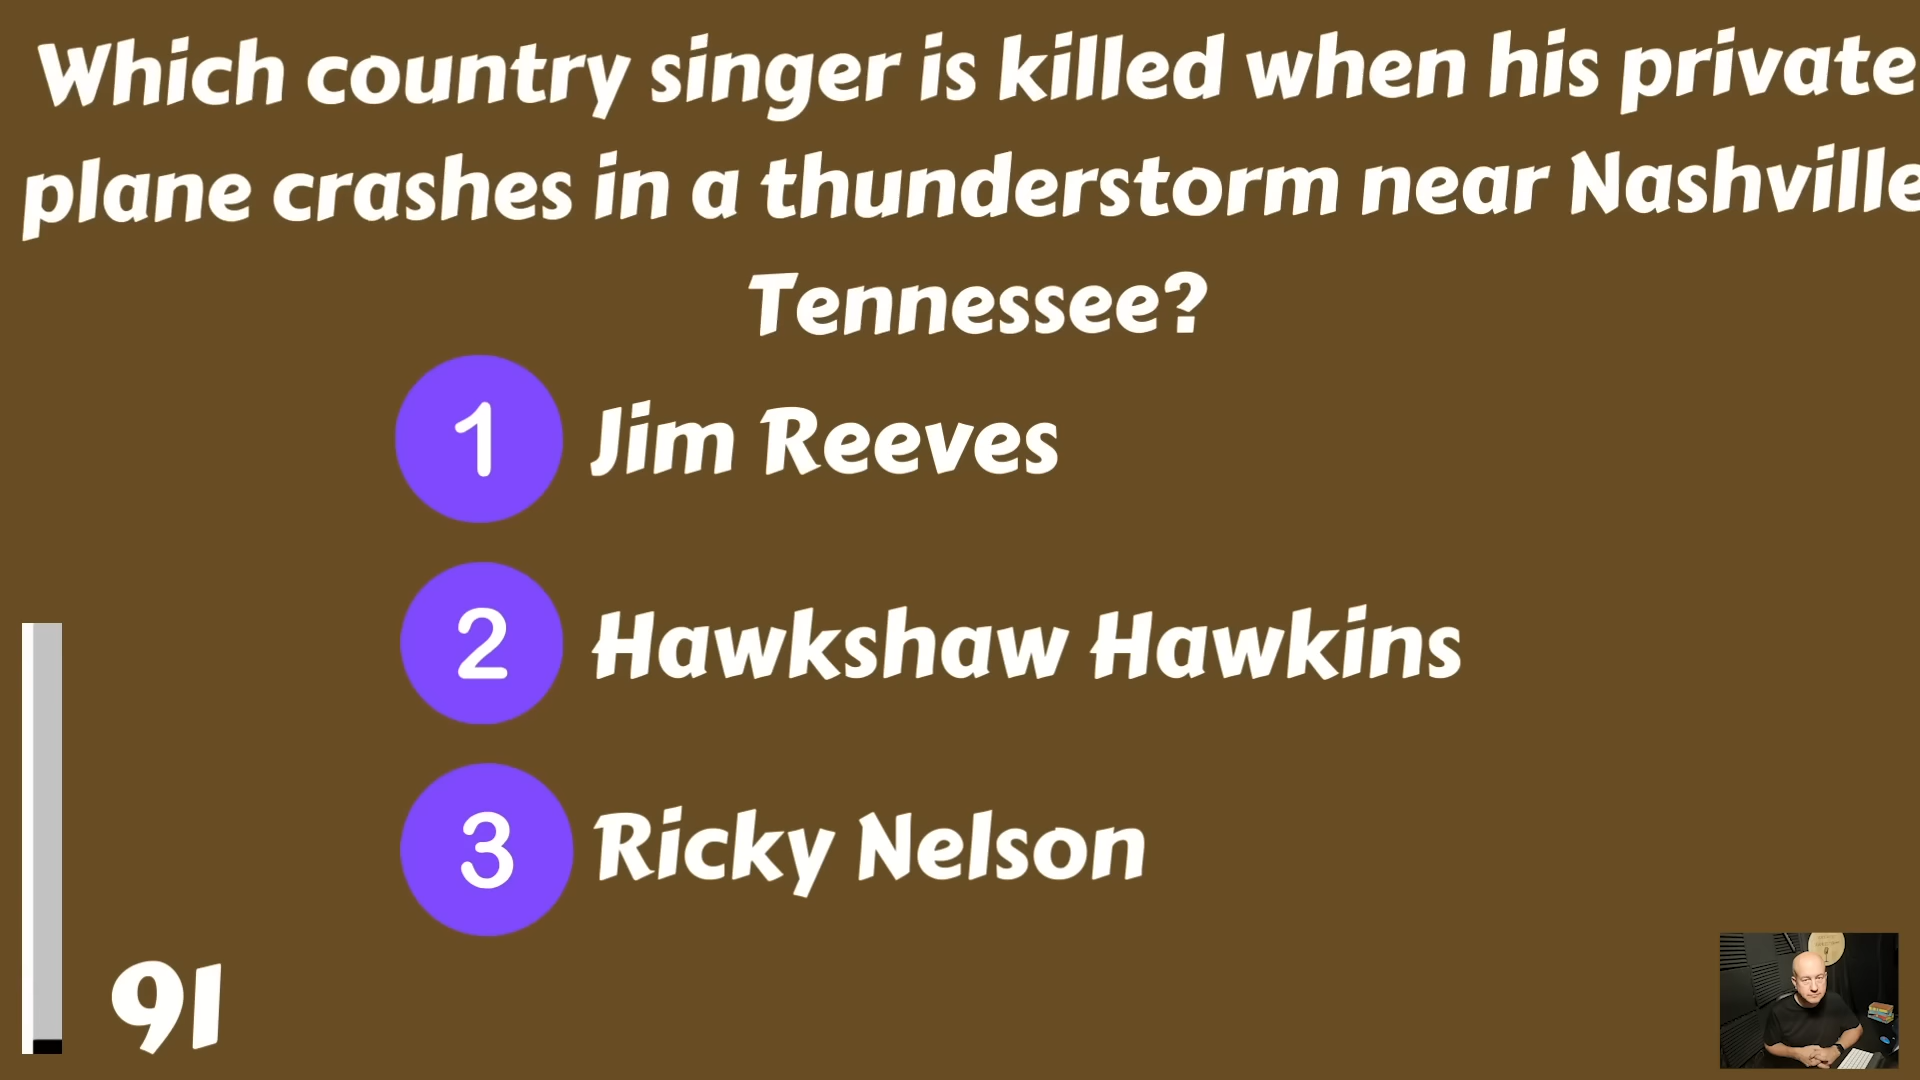 Which country singer is killed when his private
plane crashes in a thunderstorm near Nashville
Tennessee?
1 Jim Reeves
2 Hawkshaw Hawkins
3 Ricky Nelson
91